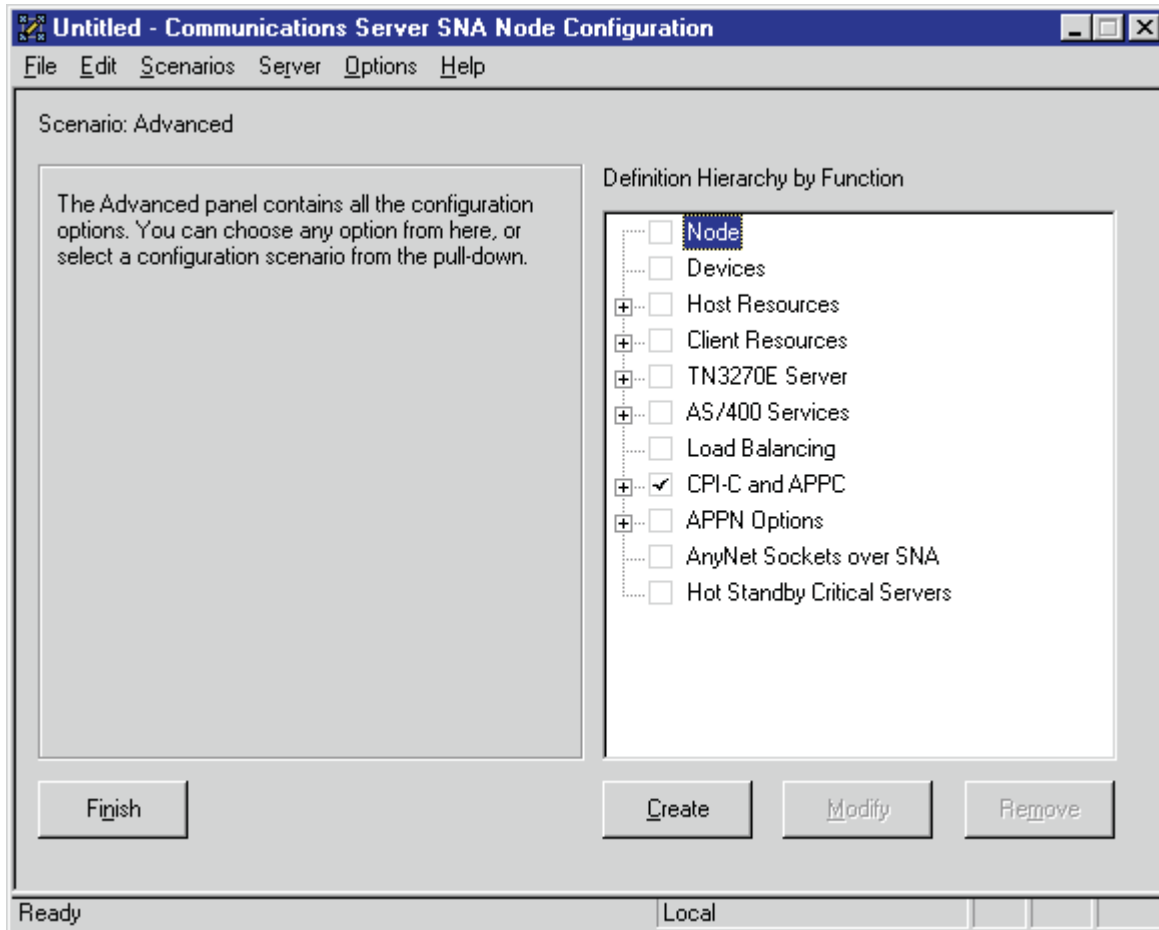 Untitled - Communications Server SNA Node Configuration
File Edit Scenarios Server Options Help
Scenario: Advanced
The Advanced panel contains all the configuration
options. You can choose any option from here, or
select a configuration scenario from the pull-down.
Definition Hierarchy by Function
Node
Devices
Host Resources
Client Resources
TN3270E Server
AS/400 Services
Load Balancing
CPI-C and APPC
APPN Options
AnyNet Sockets over SNA
Hot Standby Critical Servers
Finish
Create Modify Remove
Ready Local